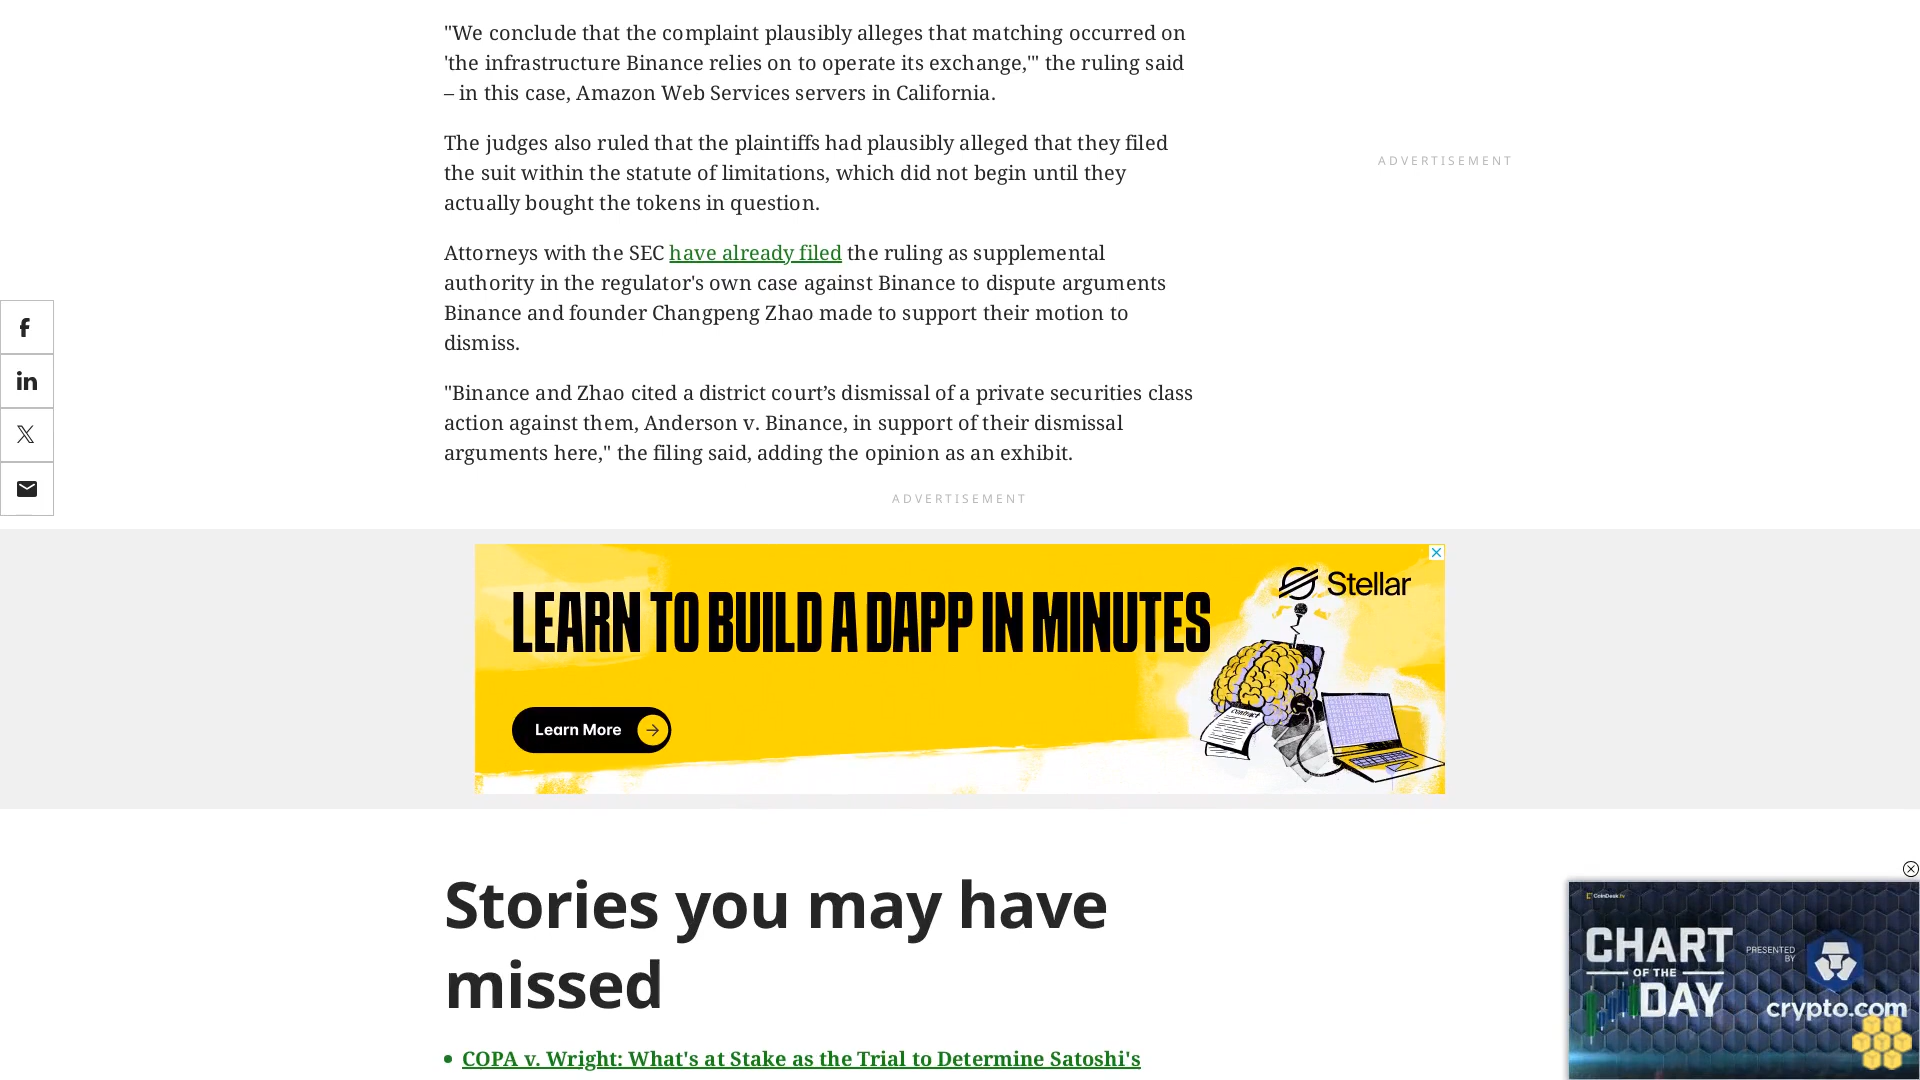 "We conclude that the complaint plausibly alleges that matching occurred on
'the infrastructure Binance relies on to operate its exchange,'" the ruling said
– in this case, Amazon Web Services servers in California.
The judges also ruled that the plaintiffs had plausibly alleged that they filed
the suit within the statute of limitations, which did not begin until they
actually bought the tokens in question.
ADVERTISEMENT
Attorneys with the SEC have already filed the ruling as supplemental
authority in the regulator's own case against Binance to dispute arguments
Binance and founder Changpeng Zhao made to support their motion to
dismiss.
"Binance and Zhao cited a district court’s dismissal of a private securities class
action against them, Anderson v. Binance, in support of their dismissal
arguments here," the filing said, adding the opinion as an exhibit.
ADVERTISEMENT
LEARN TO BUILD A DAPP IN MINUTES
Stellar
contract
Learn More
Stories you may have
missed
COPA v. Wright: What's at Stake as the Trial to Determine Satoshi's
CoinDesk tv
CHART
OF THE
DAY
PRESENTED
BY
crypto.com